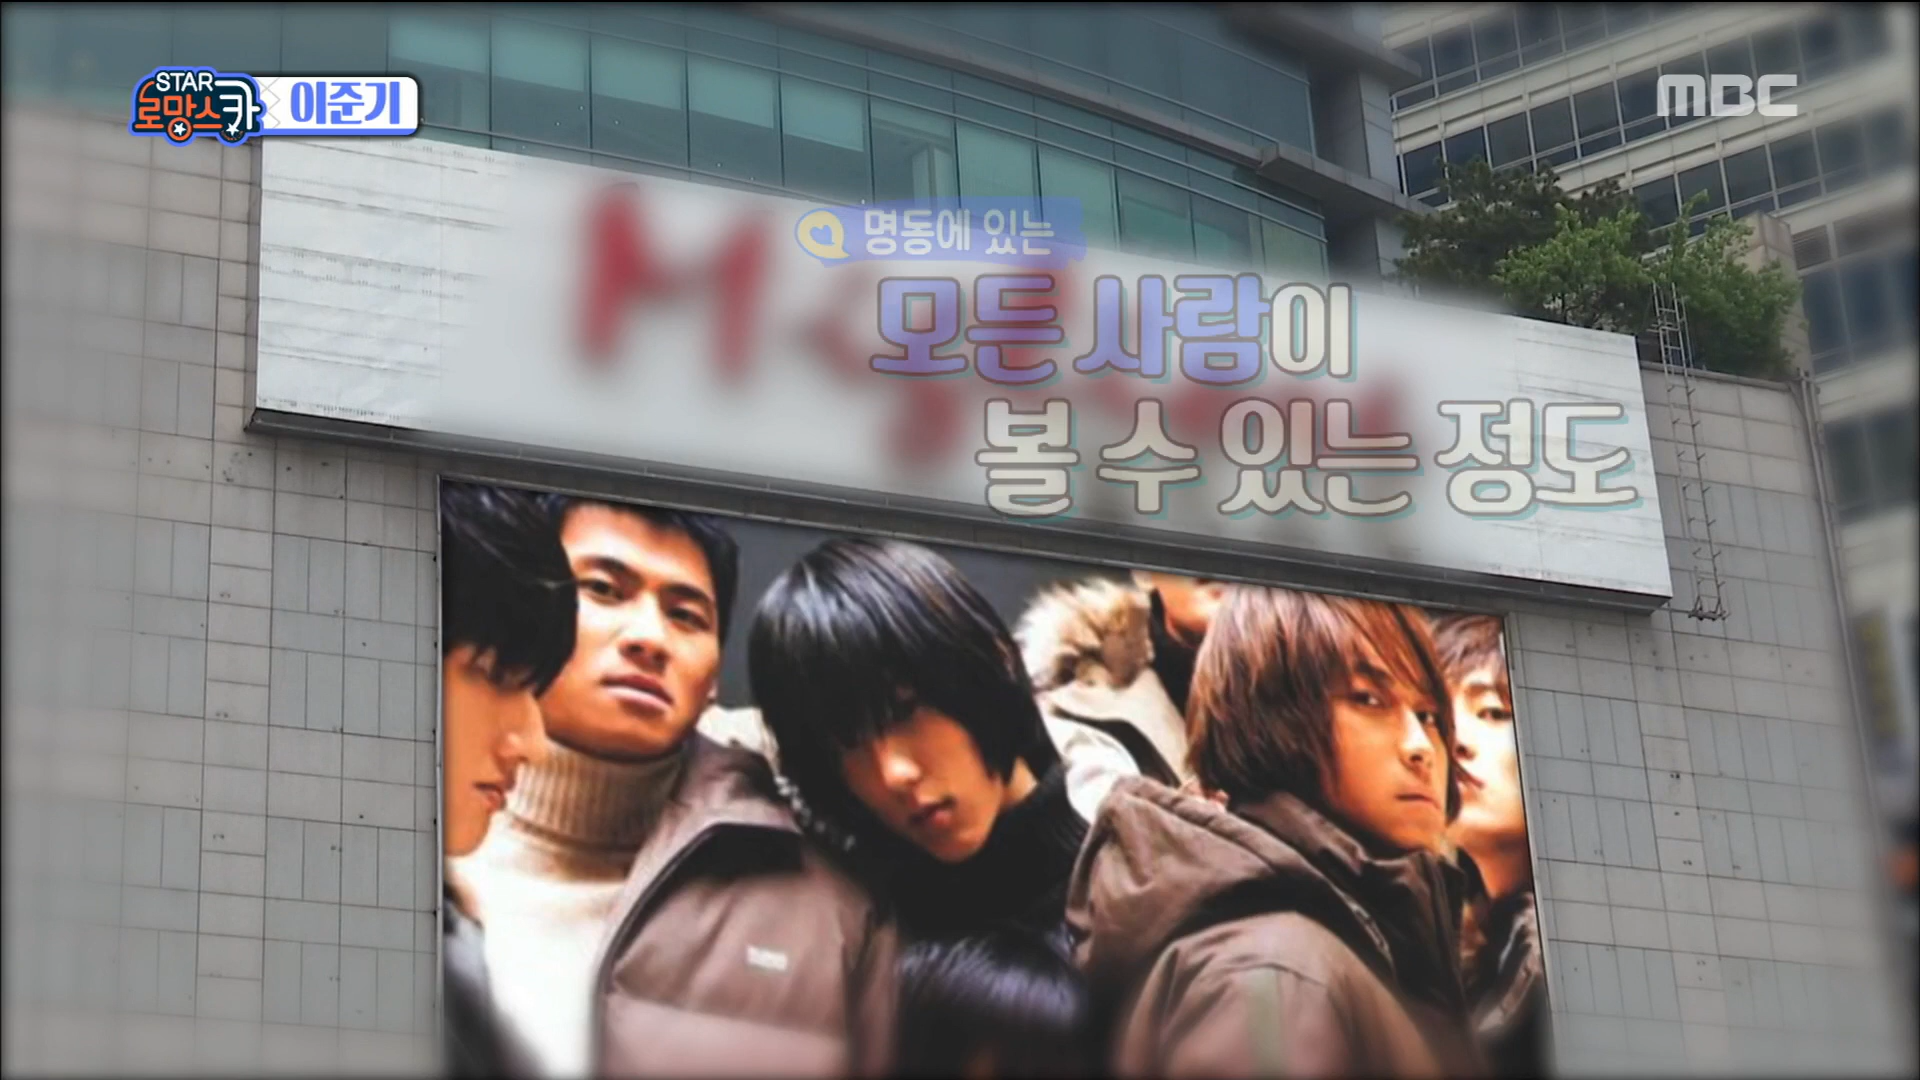 STAR
로망스카 이준기
MBC
명동에 있는
모든 사람이
볼 수 있는 정도